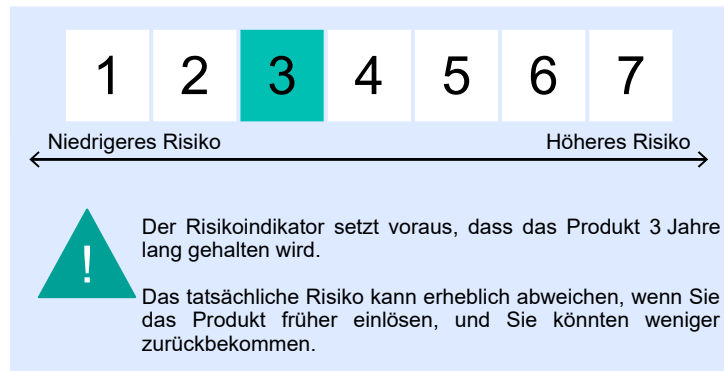 1 2 3 4 5 6 7
Niedrigeres Risiko Höheres Risiko
!
Der Risikoindikator setzt voraus, dass das Produkt 3 Jahre
lang gehalten wird.
Das tatsächliche Risiko kann erheblich abweichen, wenn Sie
das Produkt früher einlösen, und Sie könnten weniger
zurückbekommen.